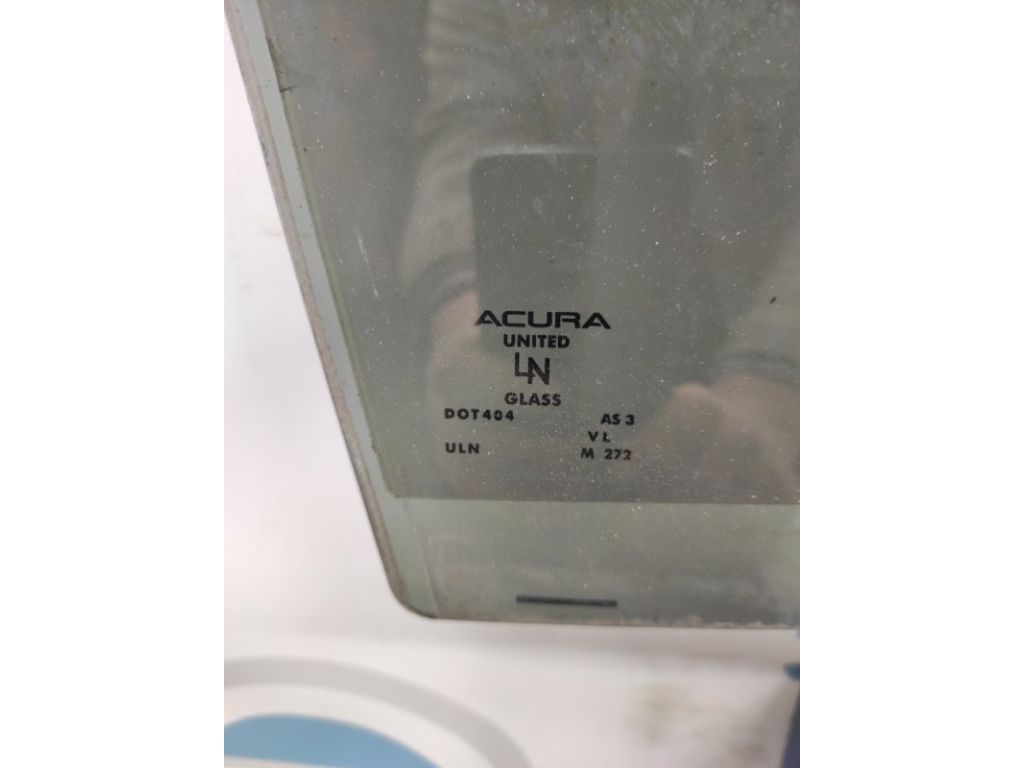 ACURA
UNITED
LN
GLASS
DOT404 AS 3
V L
ULN M 272